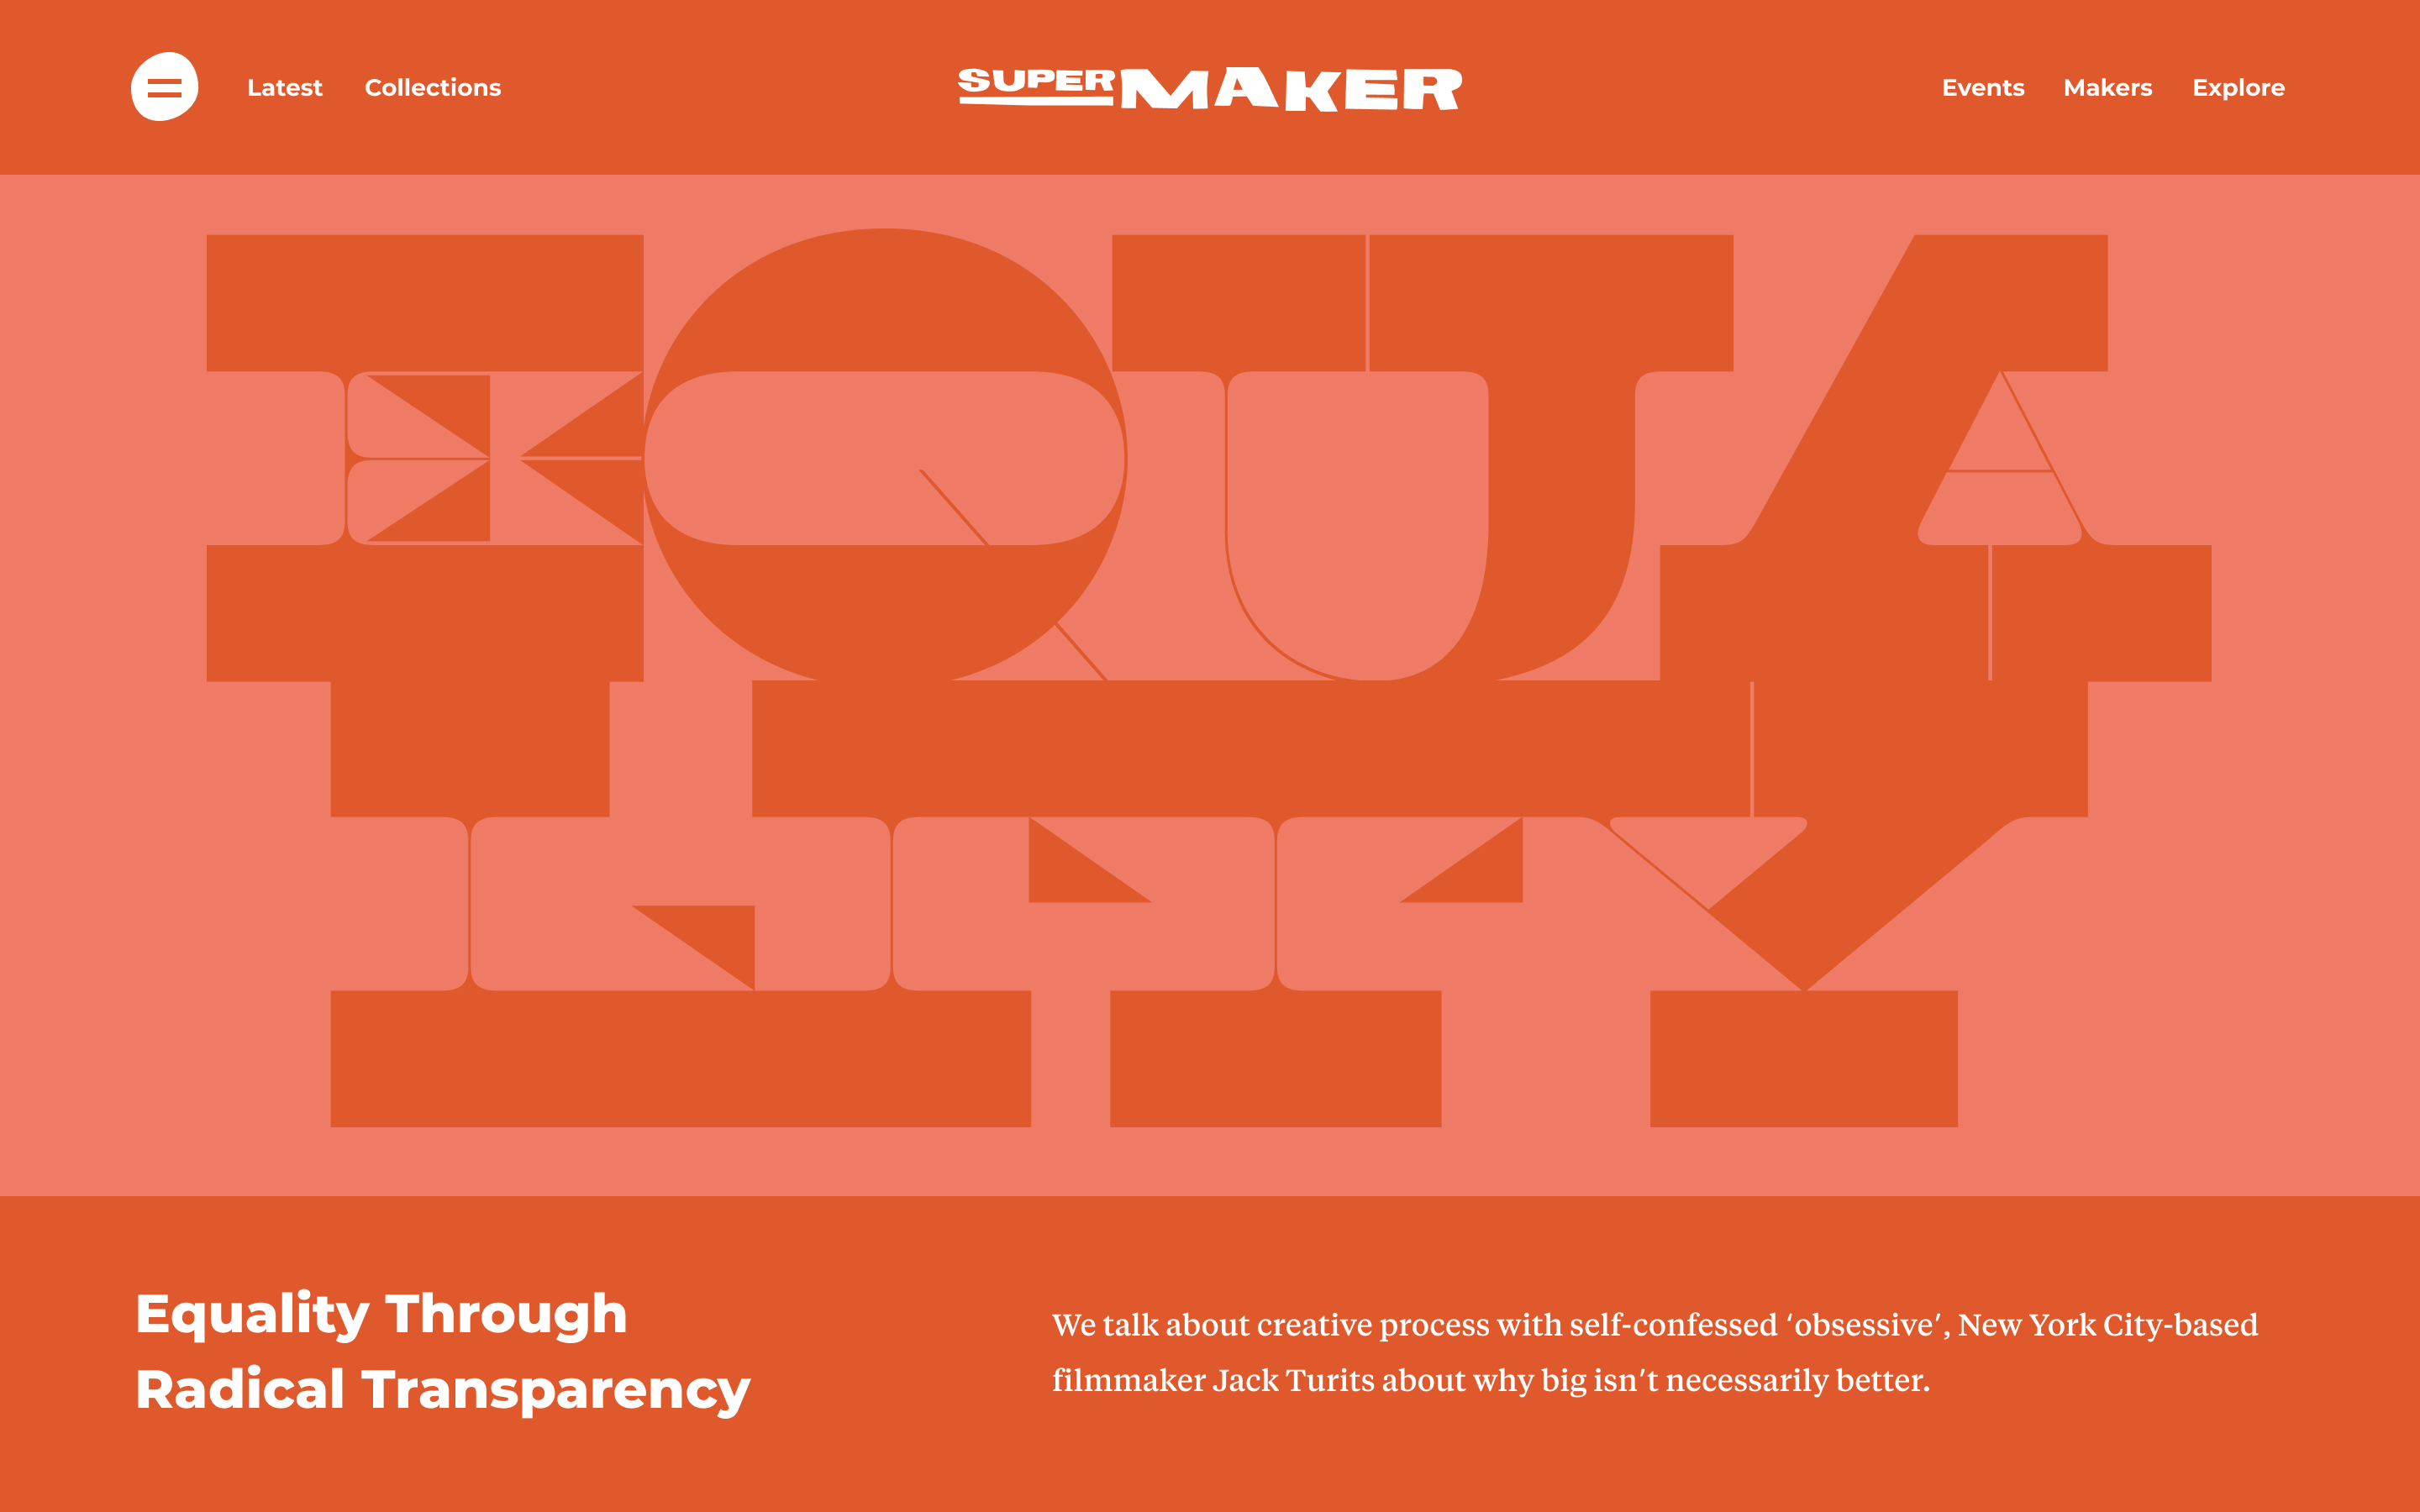 Latest Collections SUPERMAKER Events Makers Explore
EQUA
LITY
Equality Through
Radical Transparency
We talk about creative process with self-confessed ‘obsessive’, New York City-based
filmmaker Jack Turits about why big isn’t necessarily better.